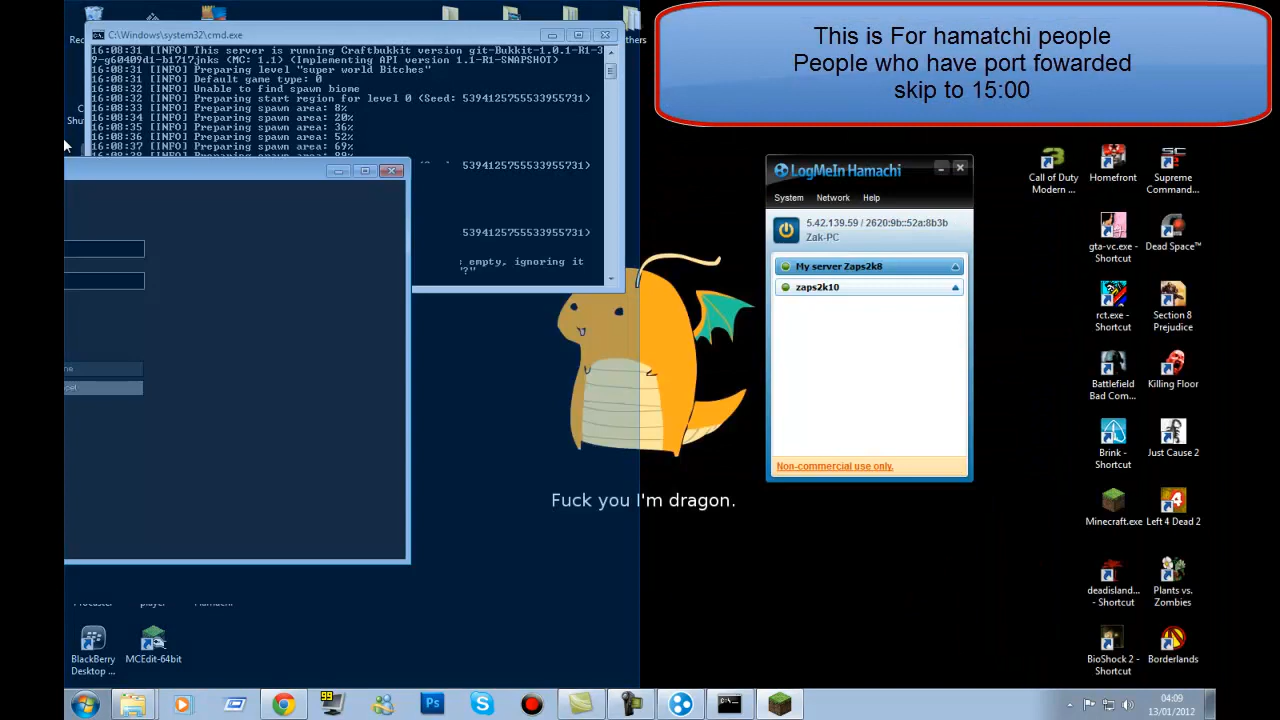 C:\Windows\system32\cmd.exe
16:08:31 [INFO] This server is running Craftbukkit version git-Bukkit-1.0.1-R1-3
9-g60409d1-b1717jnks (MC: 1.1) (Implementing API version 1.1-R1-SNAPSHOT)
16:08:31 [INFO] Preparing level "super world Bitches"
16:08:31 [INFO] Default game type: 0
16:08:32 [INFO] Unable to find spawn biome
16:08:32 [INFO] Preparing start region for level 0 (Seed: 5394125755533955731)
16:08:33 [INFO] Preparing spawn area: 8%
16:08:34 [INFO] Preparing spawn area: 20%
16:08:35 [INFO] Preparing spawn area: 36%
16:08:36 [INFO] Preparing spawn area: 52%
16:08:37 [INFO] Preparing spawn area: 69%
5394125755533955731)
5394125755533955731)
: empty, ignoring it
'?"
This is For hamatchi people
People who have port fowarded
skip to 15:00
LogMeIn Hamachi
System Network Help
5.42.139.59 / 2620:9b::52a:8b3b
Zak-PC
My server Zaps2k8
zaps2k10
Non-commercial use only.
Fuck you I'm dragon.
Call of Duty
Modern ...
Homefront
Supreme
Command...
gta-vc.exe -
Shortcut
Dead Space™
rct.exe -
Shortcut
Section 8
Prejudice
Battlefield
Bad Com...
Killing Floor
Brink -
Shortcut
Just Cause 2
Minecraft.exe
Left 4 Dead 2
deadisland...
- Shortcut
Plants vs.
Zombies
BioShock 2 -
Shortcut
Borderlands
BlackBerry
Desktop ...
MCEdit-64bit
99
Ps
04:09
13/01/2012